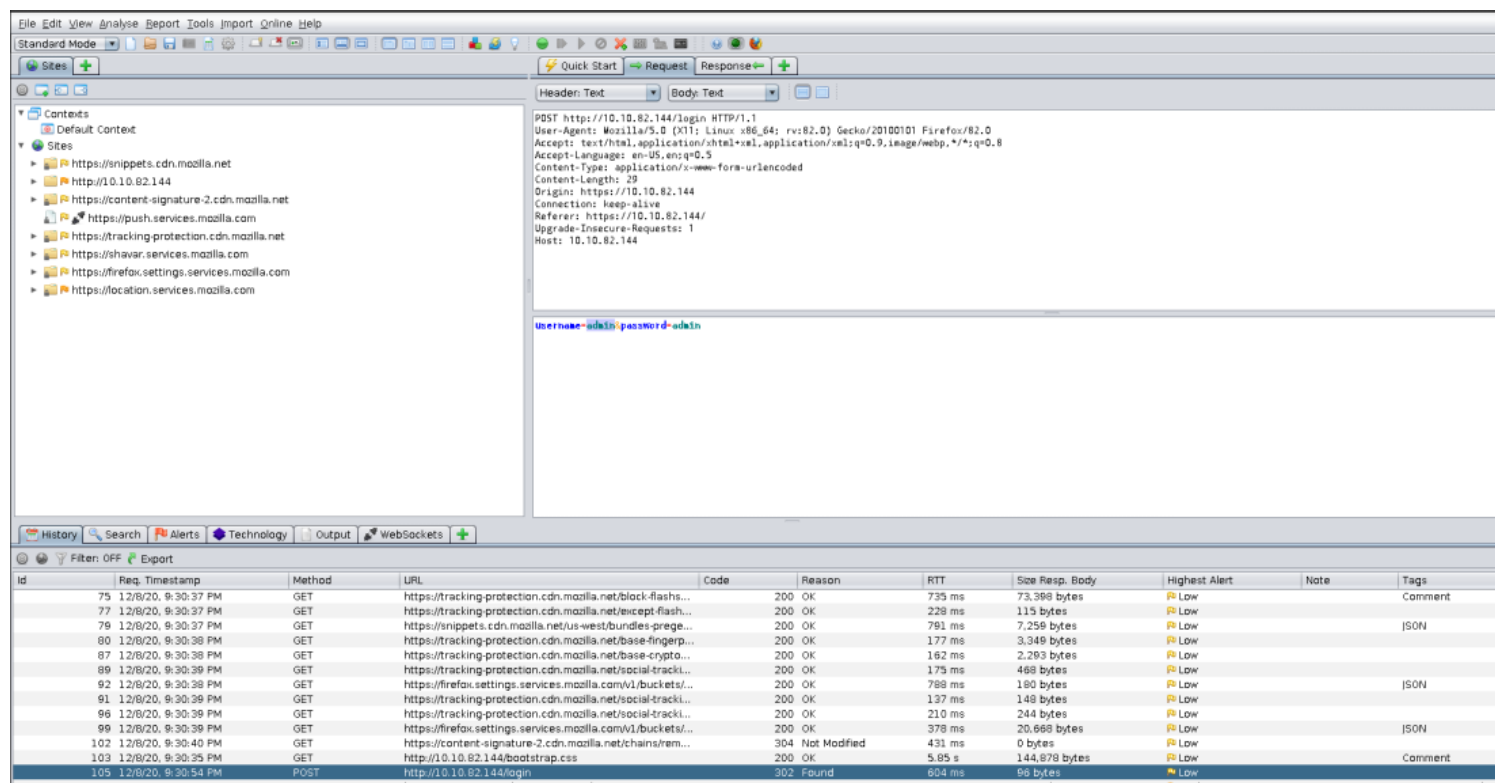 File Edit View Analyse Report Tools Import Online Help
Standard Mode
Sites
Quick Start Request Response
Header: Text Body: Text
Contexts
Default Context
Sites
https://snippets.cdn.mozilla.net
http://10.10.82.144
https://content-signature-2.cdn.mozilla.net
https://push.services.mozilla.com
https://tracking-protection.cdn.mozilla.net
https://shavar.services.mozilla.com
https://firefox.settings.services.mozilla.com
https://location.services.mozilla.com
POST http://10.10.82.144/login HTTP/1.1
User-Agent: Mozilla/5.0 (X11; Linux x86_64; rv:82.0) Gecko/20100101 Firefox/82.0
Accept: text/html,application/xhtml+xml,application/xml;q=0.9,image/webp,*/*;q=0.8
Accept-Language: en-US,en;q=0.5
Content-Type: application/x-www-form-urlencoded
Content-Length: 29
Origin: https://10.10.82.144
Connection: keep-alive
Referer: https://10.10.82.144/
Upgrade-Insecure-Requests: 1
Host: 10.10.82.144
username=admin&password=admin
History Search Alerts Technology Output WebSockets
Filter: OFF Export
Id Req. Timestamp Method URL Code Reason RTT Size Resp. Body Highest Alert Note Tags
75 12/8/20, 9:30:37 PM GET https://tracking-protection.cdn.mozilla.net/block-flashs... 200 OK 735 ms 73,398 bytes Low Comment
77 12/8/20, 9:30:37 PM GET https://tracking-protection.cdn.mozilla.net/except-flash... 200 OK 228 ms 115 bytes Low
79 12/8/20, 9:30:37 PM GET https://snippets.cdn.mozilla.net/us-west/bundles-prege... 200 OK 791 ms 7,259 bytes Low JSON
80 12/8/20, 9:30:38 PM GET https://tracking-protection.cdn.mozilla.net/base-fingerp... 200 OK 177 ms 3,349 bytes Low
87 12/8/20, 9:30:38 PM GET https://tracking-protection.cdn.mozilla.net/base-crypto... 200 OK 162 ms 2,293 bytes Low
89 12/8/20, 9:30:39 PM GET https://tracking-protection.cdn.mozilla.net/social-tracki... 200 OK 175 ms 468 bytes Low
92 12/8/20, 9:30:38 PM GET https://firefox.settings.services.mozilla.com/v1/buckets/... 200 OK 788 ms 180 bytes Low JSON
91 12/8/20, 9:30:39 PM GET https://tracking-protection.cdn.mozilla.net/social-tracki... 200 OK 137 ms 148 bytes Low
96 12/8/20, 9:30:39 PM GET https://tracking-protection.cdn.mozilla.net/social-tracki... 200 OK 210 ms 244 bytes Low
99 12/8/20, 9:30:39 PM GET https://firefox.settings.services.mozilla.com/v1/buckets/... 200 OK 378 ms 20,668 bytes Low JSON
102 12/8/20, 9:30:40 PM GET https://content-signature-2.cdn.mozilla.net/chains/rem... 304 Not Modified 431 ms 0 bytes Low
103 12/8/20, 9:30:35 PM GET http://10.10.82.144/bootstrap.css 200 OK 5.85 s 144,878 bytes Low Comment
105 12/8/20, 9:30:54 PM POST http://10.10.82.144/login 302 Found 604 ms 96 bytes Low